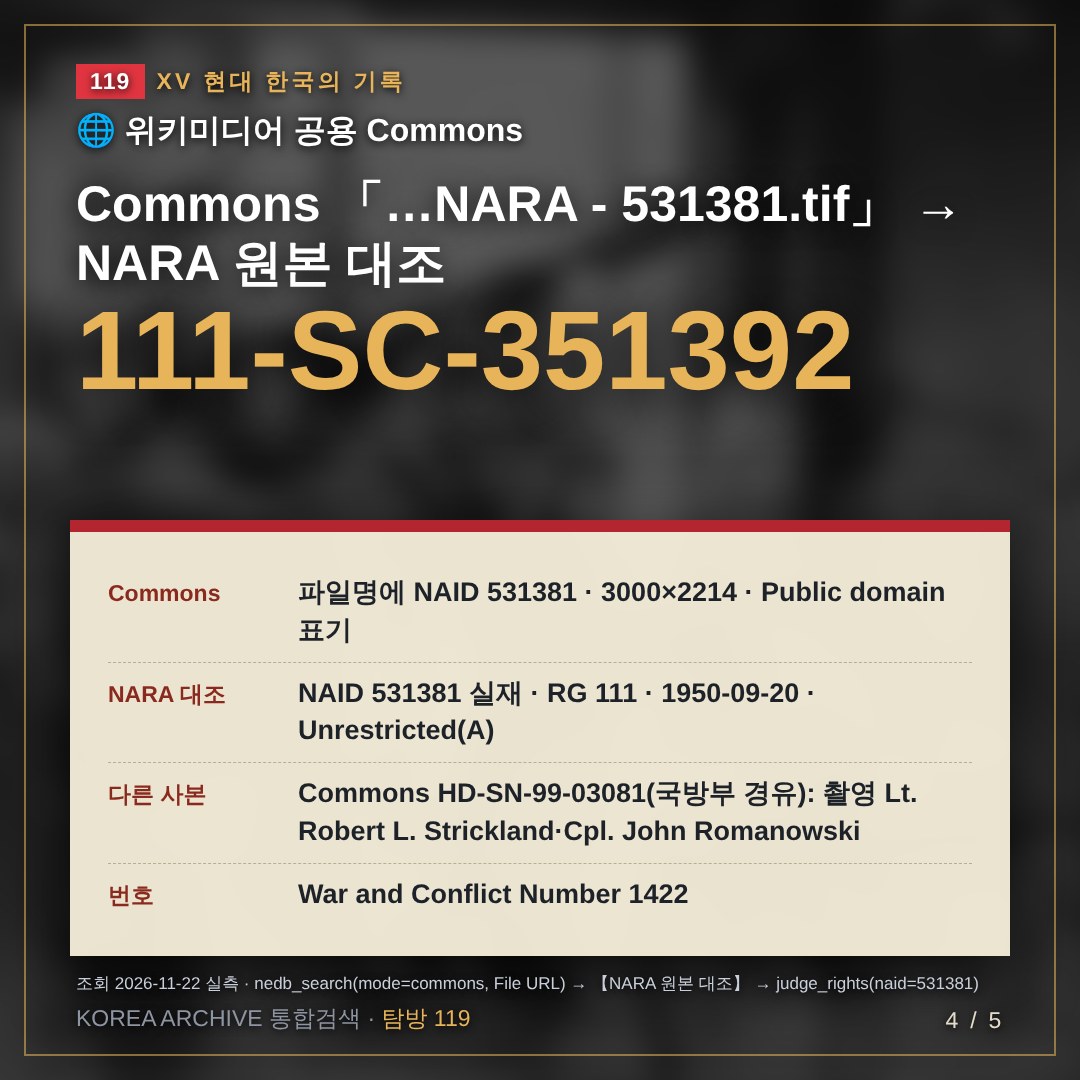 119 XV 현대 한국의 기록
🌐 위키미디어 공용 Commons
Commons 「…NARA - 531381.tif」 →
NARA 원본 대조
111-SC-351392
Commons 파일명에 NAID 531381 · 3000×2214 · Public domain
표기
NARA 대조 NAID 531381 실재 · RG 111 · 1950-09-20 ·
Unrestricted(A)
다른 사본 Commons HD-SN-99-03081(국방부 경유): 촬영 Lt.
Robert L. Strickland·Cpl. John Romanowski
번호 War and Conflict Number 1422
조회 2026-11-22 실측 · nedb_search(mode=commons, File URL) → 【NARA 원본 대조】 → judge_rights(naid=531381)
KOREA ARCHIVE 통합검색 · 탐방 119
4 / 5